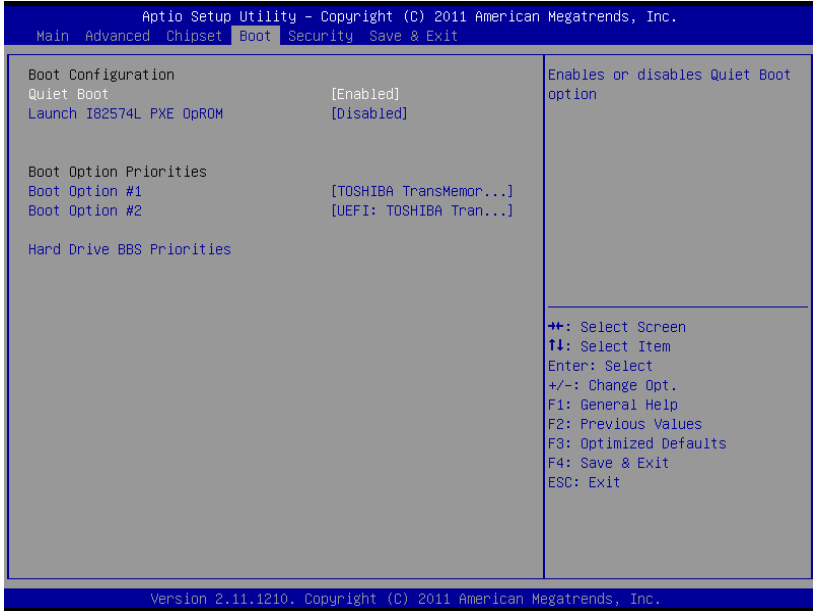 Aptio Setup Utility – Copyright (C) 2011 American Megatrends, Inc.
Main Advanced Chipset Boot Security Save & Exit
Boot Configuration
Quiet Boot [Enabled]
Launch I82574L PXE OpROM [Disabled]
Boot Option Priorities
Boot Option #1 [TOSHIBA TransMemor...]
Boot Option #2 [UEFI: TOSHIBA Tran...]
Hard Drive BBS Priorities
Enables or disables Quiet Boot
option
→←: Select Screen
↑↓: Select Item
Enter: Select
+/-: Change Opt.
F1: General Help
F2: Previous Values
F3: Optimized Defaults
F4: Save & Exit
ESC: Exit
Version 2.11.1210. Copyright (C) 2011 American Megatrends, Inc.